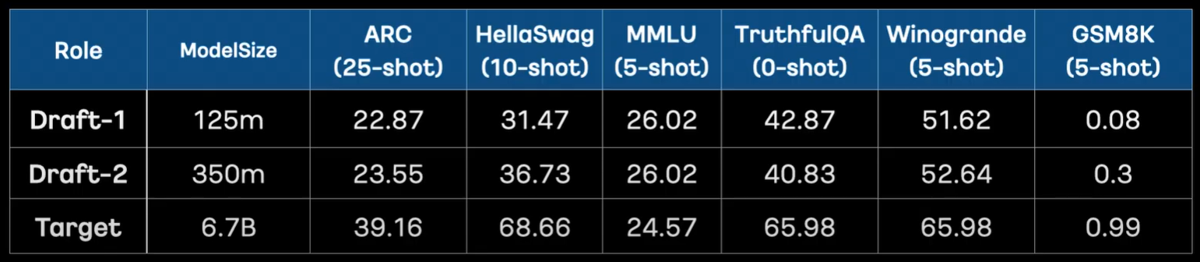 Role ModelSize ARC (25-shot) HellaSwag (10-shot) MMLU (5-shot) TruthfulQA (0-shot) Winogrande (5-shot) GSM8K (5-shot)
Draft-1 125m 22.87 31.47 26.02 42.87 51.62 0.08
Draft-2 350m 23.55 36.73 26.02 40.83 52.64 0.3
Target 6.7B 39.16 68.66 24.57 65.98 65.98 0.99